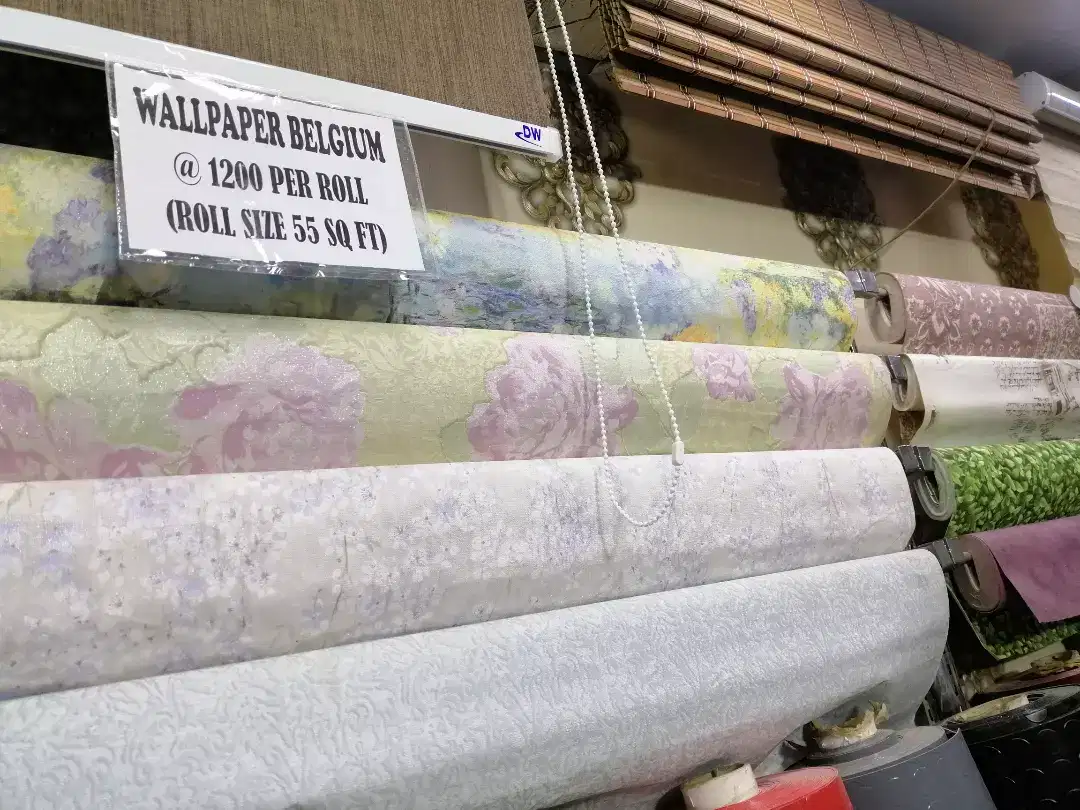 WALLPAPER BELGIUM
@ 1200 PER ROLL
(ROLL SIZE 55 SQ FT)
DW